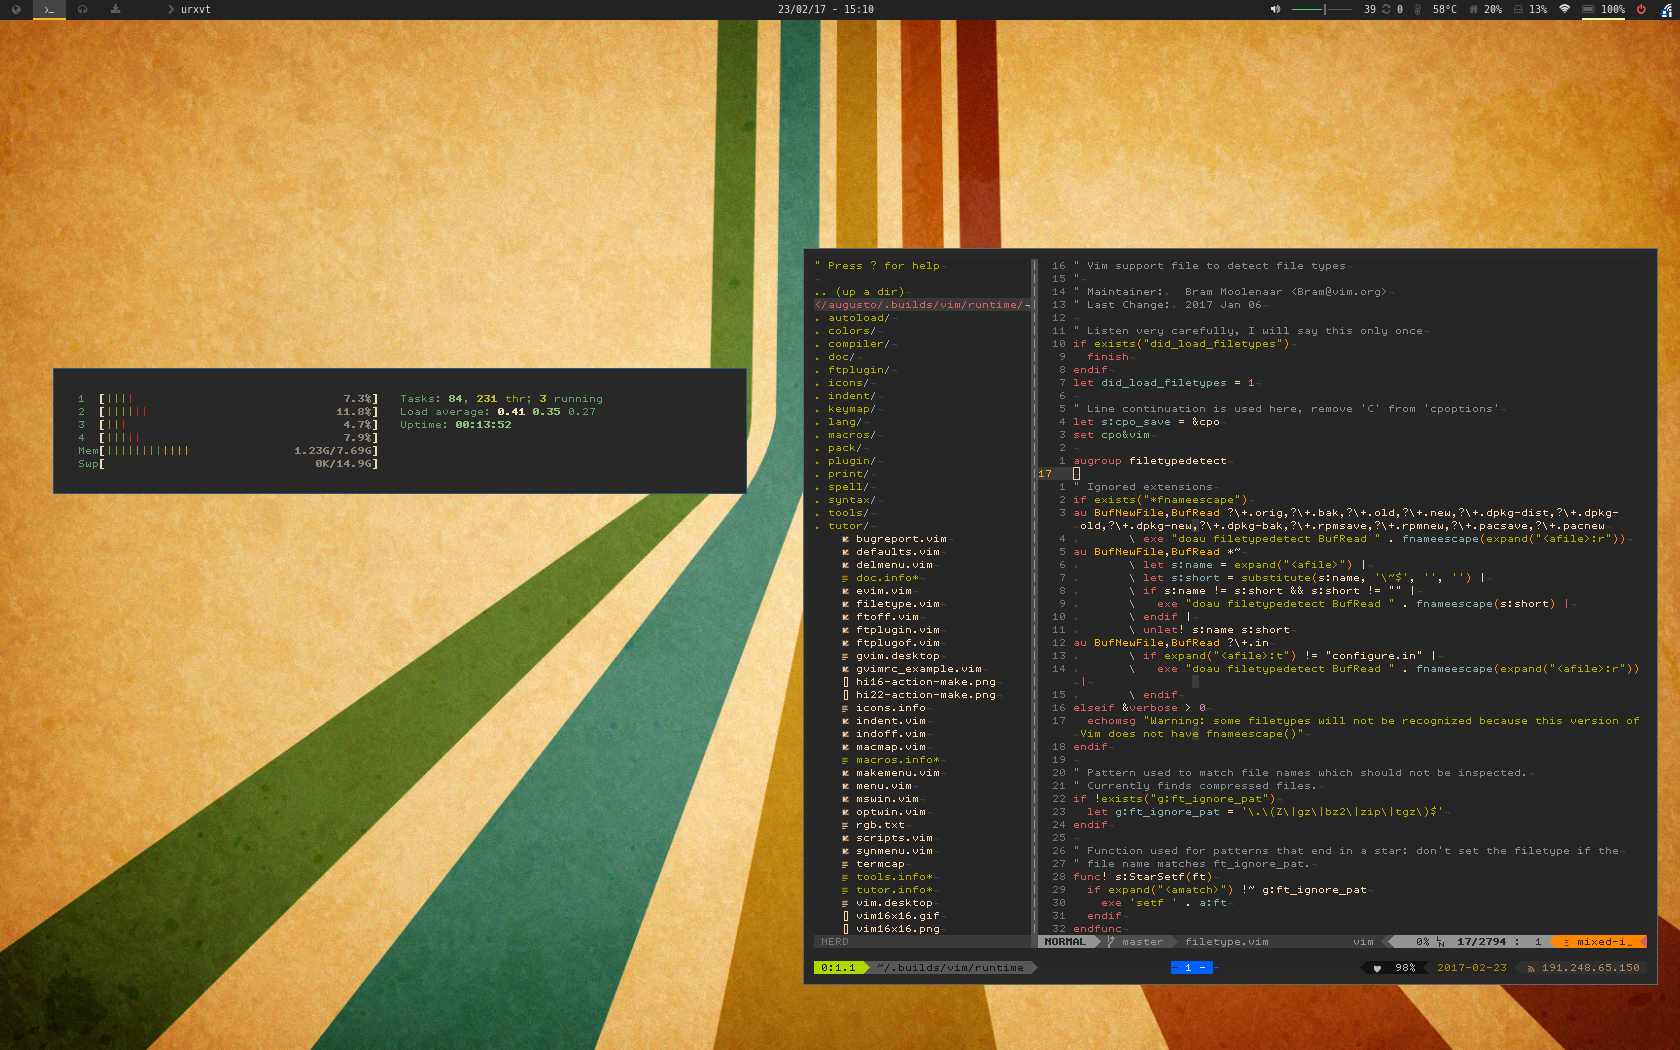 urxvt
23/02/17 - 15:10
39 0 58°C 20% 13% 100%
1 [|||| 7.3%]
2 [|||||| 11.8%]
3 [||| 4.7%]
4 [||||| 7.9%]
Mem[|||||||||||| 1.23G/7.69G]
Swp[ 0K/14.9G]
Tasks: 84, 231 thr; 3 running
Load average: 0.41 0.35 0.27
Uptime: 00:13:52
" Press ? for help
.. (up a dir)
</augusto/.builds/vim/runtime/
autoload/
colors/
compiler/
doc/
ftplugin/
icons/
indent/
keymap/
lang/
macros/
pack/
plugin/
print/
spell/
syntax/
tools/
tutor/
bugreport.vim
defaults.vim
delmenu.vim
doc.info*
evim.vim
filetype.vim
ftoff.vim
ftplugin.vim
ftplugof.vim
gvim.desktop
gvimrc_example.vim
[] hi16-action-make.png
[] hi22-action-make.png
icons.info
indent.vim
indoff.vim
macmap.vim
macros.info*
makemenu.vim
menu.vim
mswin.vim
optwin.vim
rgb.txt
scripts.vim
synmenu.vim
termcap
tools.info*
tutor.info*
vim.desktop
[] vim16x16.gif
[] vim16x16.png
NERD
16 " Vim support file to detect file types
15 "
14 " Maintainer: Bram Moolenaar <Bram@vim.org>
13 " Last Change: 2017 Jan 06
12
11 " Listen very carefully, I will say this only once
10 if exists("did_load_filetypes")
9 finish
8 endif
7 let did_load_filetypes = 1
6
5 " Line continuation is used here, remove 'C' from 'cpoptions'
4 let s:cpo_save = &cpo
3 set cpo&vim
2
1 augroup filetypedetect
17
1 " Ignored extensions
2 if exists("*fnameescape")
3 au BufNewFile,BufRead ?\+.orig,?\+.bak,?\+.old,?\+.new,?\+.dpkg-dist,?\+.dpkg-
old,?\+.dpkg-new,?\+.dpkg-bak,?\+.rpmsave,?\+.rpmnew,?\+.pacsave,?\+.pacnew
4 \ exe "doau filetypedetect BufRead " . fnameescape(expand("<afile>:r"))
5 au BufNewFile,BufRead *~
6 \ let s:name = expand("<afile>") |
7 \ let s:short = substitute(s:name, '\~$', '', '') |
8 \ if s:name != s:short && s:short != "" |
9 \   exe "doau filetypedetect BufRead " . fnameescape(s:short) |
10 \ endif |
11 \ unlet! s:name s:short
12 au BufNewFile,BufRead ?\+.in
13 \ if expand("<afile>:t") != "configure.in" |
14 \   exe "doau filetypedetect BufRead " . fnameescape(expand("<afile>:r"))
|
15 \ endif
16 elseif &verbose > 0
17 echomsg "Warning: some filetypes will not be recognized because this version of
Vim does not have fnameescape()"
18 endif
19
20 " Pattern used to match file names which should not be inspected.
21 " Currently finds compressed files.
22 if !exists("g:ft_ignore_pat")
23 let g:ft_ignore_pat = '\.\(Z\|gz\|bz2\|zip\|tgz\)$'
24 endif
25
26 " Function used for patterns that end in a star: don't set the filetype if the
27 " file name matches ft_ignore_pat.
28 func! s:StarSetf(ft)
29 if expand("<amatch>") !~ g:ft_ignore_pat
30 exe 'setf ' . a:ft
31 endif
32 endfunc
NORMAL master filetype.vim vim 0% LN 17/2794 : 1 Ξ mixed-i_
0:1.1 ~/.builds/vim/runtime - 1 - ♥ 98% 2017-02-23 191.248.65.150